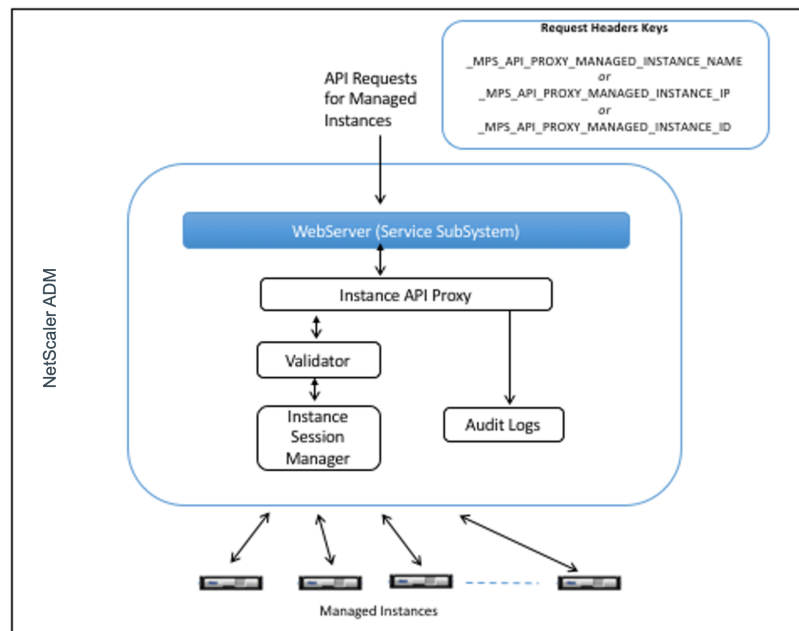 Request Headers Keys
_MPS_API_PROXY_MANAGED_INSTANCE_NAME
or
_MPS_API_PROXY_MANAGED_INSTANCE_IP
or
_MPS_API_PROXY_MANAGED_INSTANCE_ID
API Requests
for Managed
Instances
NetScaler ADM
WebServer (Service SubSystem)
Instance API Proxy
Validator
Instance
Session
Manager
Audit Logs
Managed Instances